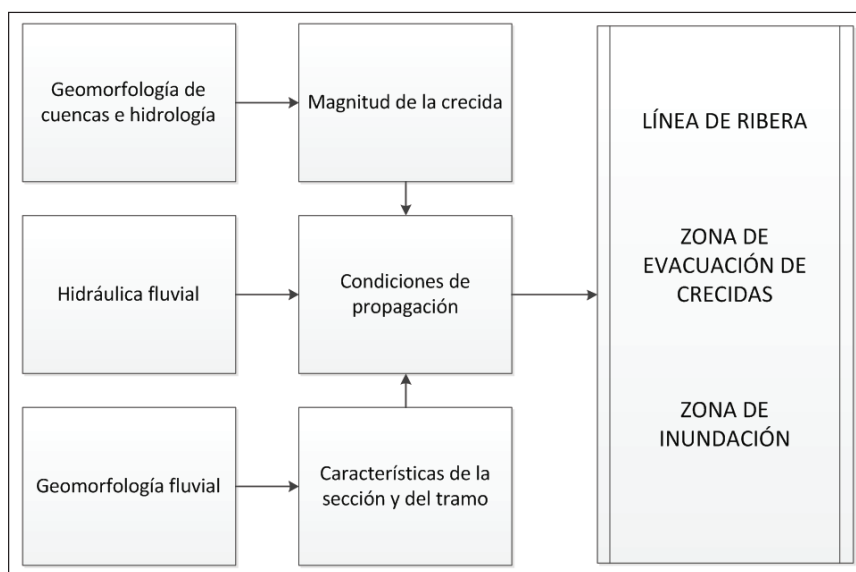 Geomorfología de
cuencas e hidrología
Magnitud de la crecida
Hidráulica fluvial
Condiciones de
propagación
Geomorfología fluvial
Características de la
sección y del tramo
LÍNEA DE RIBERA
ZONA DE
EVACUACIÓN DE
CRECIDAS
ZONA DE
INUNDACIÓN